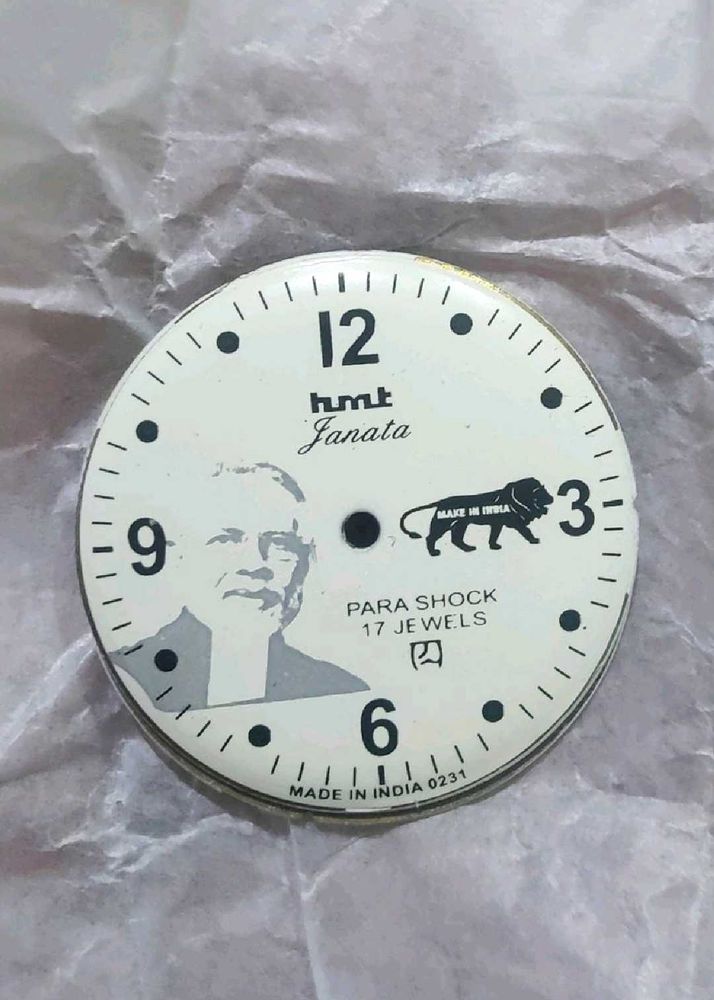 12
hmt
Janata
9
MAKE IN INDIA
3
PARA SHOCK
17 JEWELS
6
MADE IN INDIA 0231